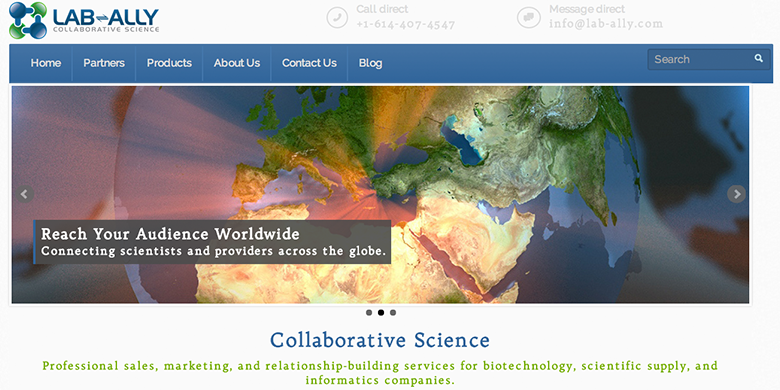 LAB-ALLY
COLLABORATIVE SCIENCE
Call direct
+1-614-407-4547
Message direct
info@lab-ally.com
Home Partners Products About Us Contact Us Blog
Search
Reach Your Audience Worldwide
Connecting scientists and providers across the globe.
Collaborative Science
Professional sales, marketing, and relationship-building services for biotechnology, scientific supply, and
informatics companies.